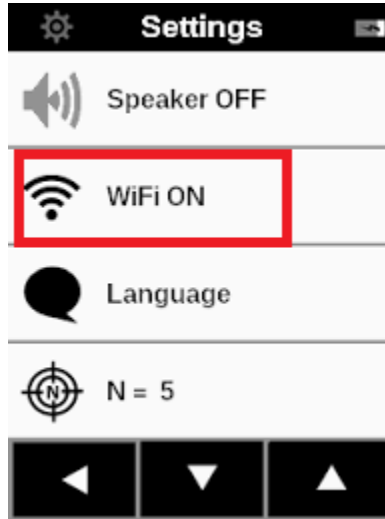 Settings
Speaker OFF
WiFi ON
Language
N
N = 5